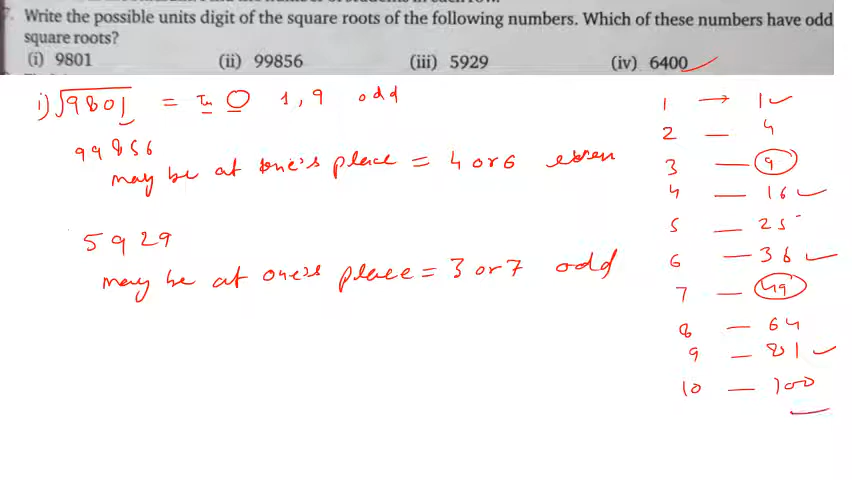 7. Write the possible units digit of the square roots of the following numbers. Which of these numbers have odd
square roots?
(i) 9801 (ii) 99856 (iii) 5929 (iv) 6400
i) √9801 = 1, 9 odd
99856
may be at one's place = 4 or 6 even
5929
may be at one's place = 3 or 7 odd
1 → 1
2 — 4
3 — 9
4 — 16
5 — 25
6 — 36
7 — 49
8 — 64
9 — 81
10 — 100